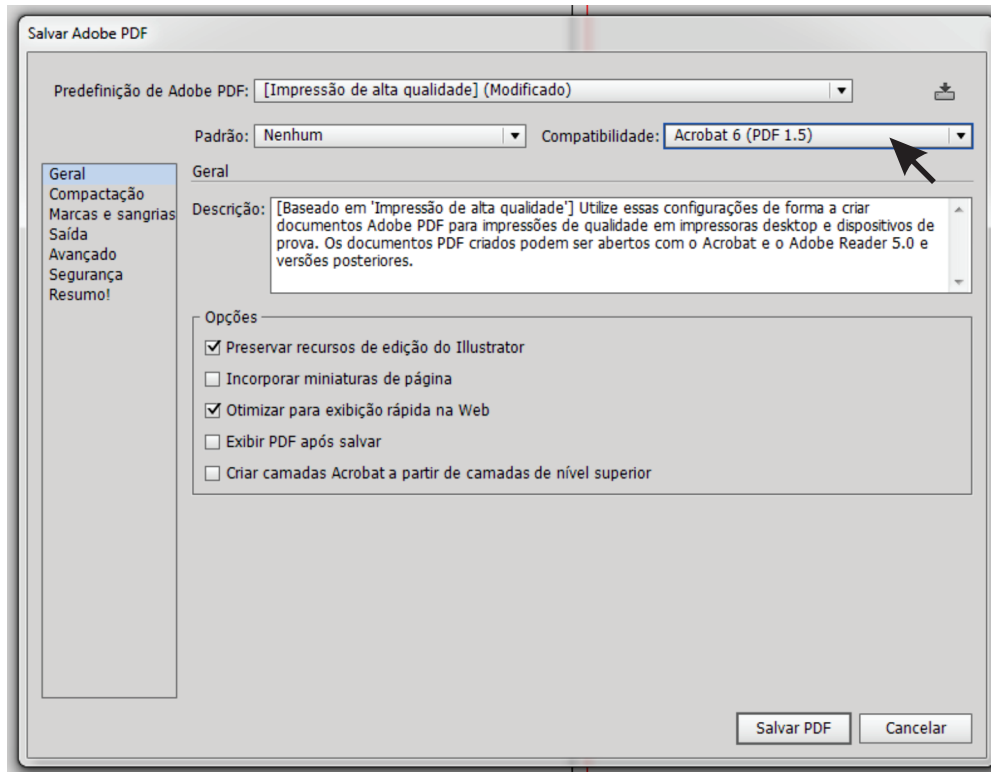 Salvar Adobe PDF
Predefinição de Adobe PDF: [Impressão de alta qualidade] (Modificado)
Padrão: Nenhum Compatibilidade: Acrobat 6 (PDF 1.5)
Geral
Compactação
Marcas e sangrias
Saída
Avançado
Segurança
Resumo!
Geral
Descrição: [Baseado em 'Impressão de alta qualidade'] Utilize essas configurações de forma a criar
documentos Adobe PDF para impressões de qualidade em impressoras desktop e dispositivos de
prova. Os documentos PDF criados podem ser abertos com o Acrobat e o Adobe Reader 5.0 e
versões posteriores.
Opções
Preservar recursos de edição do Illustrator
Incorporar miniaturas de página
Otimizar para exibição rápida na Web
Exibir PDF após salvar
Criar camadas Acrobat a partir de camadas de nível superior
Salvar PDF Cancelar